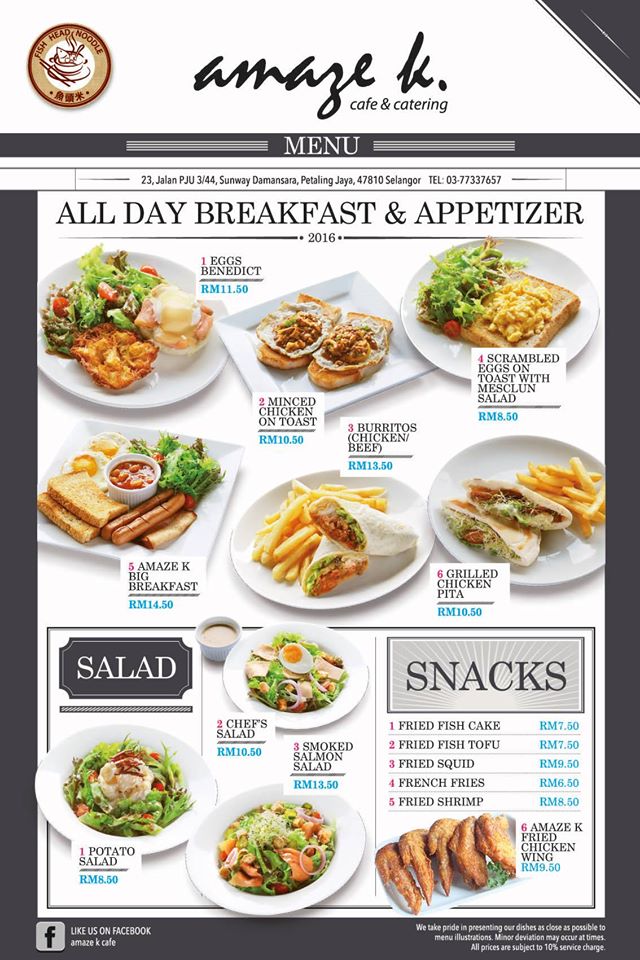 FISH HEAD NOODLE
魚頭米
amaze k.
cafe & catering
MENU
23, Jalan PJU 3/44, Sunway Damansara, Petaling Jaya, 47810 Selangor TEL: 03-77337657
ALL DAY BREAKFAST & APPETIZER
2016
1 EGGS
BENEDICT
RM11.50
2 MINCED
CHICKEN
ON TOAST
RM10.50
3 BURRITOS
(CHICKEN/
BEEF)
RM13.50
4 SCRAMBLED
EGGS ON
TOAST WITH
MESCLUN
SALAD
RM8.50
5 AMAZE K
BIG
BREAKFAST
RM14.50
6 GRILLED
CHICKEN
PITA
RM10.50
SALAD
1 POTATO
SALAD
RM8.50
2 CHEF'S
SALAD
RM10.50
3 SMOKED
SALMON
SALAD
RM13.50
SNACKS
1 FRIED FISH CAKE RM7.50
2 FRIED FISH TOFU RM7.50
3 FRIED SQUID RM9.50
4 FRENCH FRIES RM6.50
5 FRIED SHRIMP RM8.50
6 AMAZE K
FRIED
CHICKEN
WING
RM9.50
f
LIKE US ON FACEBOOK
amaze k cafe
We take pride in presenting our dishes as close as possible to
menu illustrations. Minor deviation may occur at times.
All prices are subject to 10% service charge.